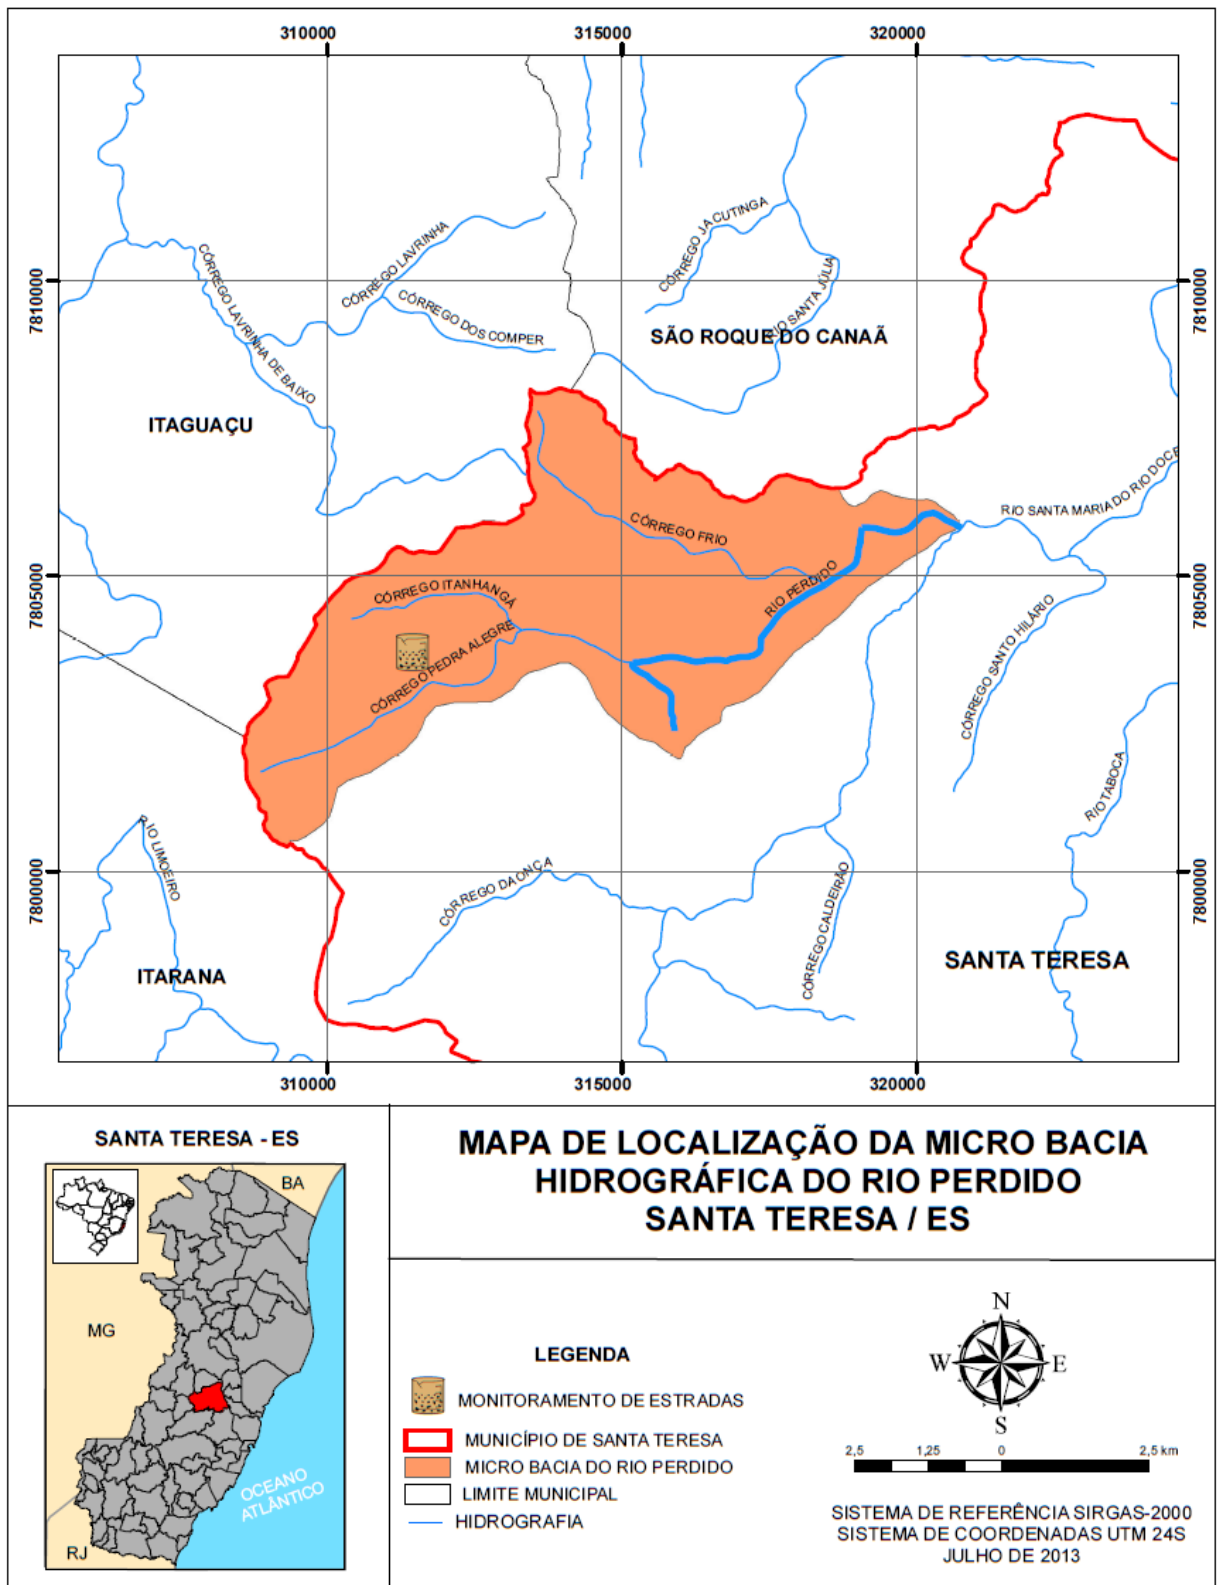 310000
315000
320000
7810000
7810000
CÓRREGO JACUTINGA
CÓRREGO LAVRINHA
CÓRREGO LAVRINHA DE BAIXO
CÓRREGO DOS COMPER
RIO SANTA JÚLIA
SÃO ROQUE DO CANAÃ
ITAGUAÇU
RIO SANTA MARIA DO RIO DOCE
CÓRREGO FRIO
7805000
7805000
CÓRREGO ITANHANGÁ
RIO PERDIDO
CÓRREGO PEDRA ALEGRE
CÓRREGO SANTO HILÁRIO
RIO TABOCA
RIO LIMOEIRO
7800000
7800000
CÓRREGO DA ONÇA
CÓRREGO CALDEIRÃO
ITARANA
SANTA TERESA
310000
315000
320000
SANTA TERESA - ES
BA
MG
OCEANO
ATLÂNTICO
RJ
MAPA DE LOCALIZAÇÃO DA MICRO BACIA
HIDROGRÁFICA DO RIO PERDIDO
SANTA TERESA / ES
LEGENDA
MONITORAMENTO DE ESTRADAS
MUNICÍPIO DE SANTA TERESA
MICRO BACIA DO RIO PERDIDO
LIMITE MUNICIPAL
HIDROGRAFIA
N
W E
S
2,5 1,25 0 2,5 km
SISTEMA DE REFERÊNCIA SIRGAS-2000
SISTEMA DE COORDENADAS UTM 24S
JULHO DE 2013